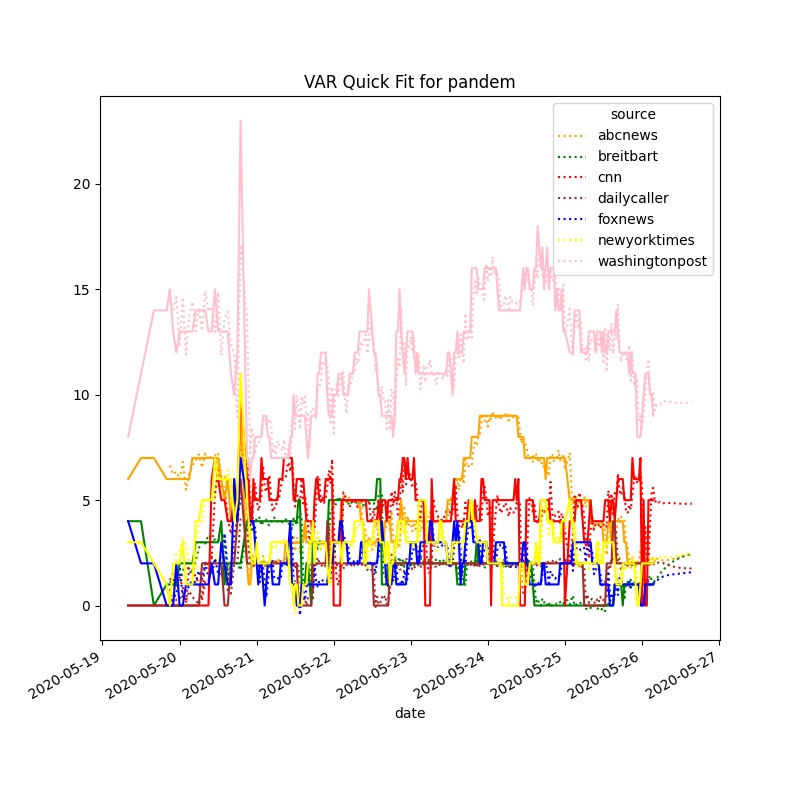 VAR Quick Fit for pandem
source
abcnews
breitbart
cnn
dailycaller
foxnews
newyorktimes
washingtonpost
20
15
10
5
0
2020-05-19
2020-05-20
2020-05-21
2020-05-22
2020-05-23
2020-05-24
2020-05-25
2020-05-26
2020-05-27
date